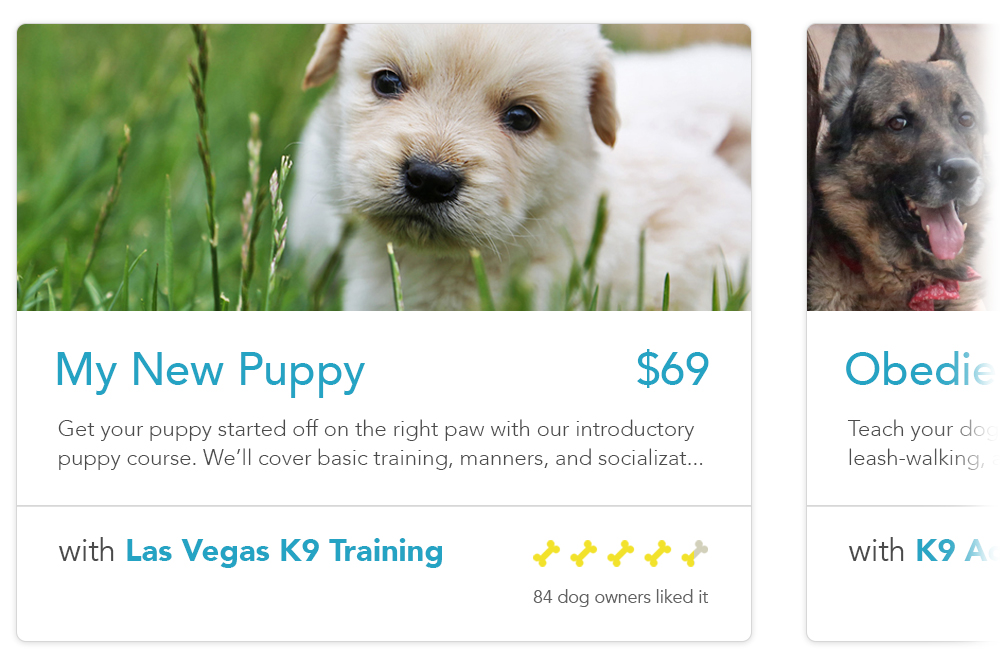 My New Puppy
$69
Get your puppy started off on the right paw with our introductory
puppy course. We’ll cover basic training, manners, and socializat...
with Las Vegas K9 Training
84 dog owners liked it
Teach your
leash-walking,
with K9